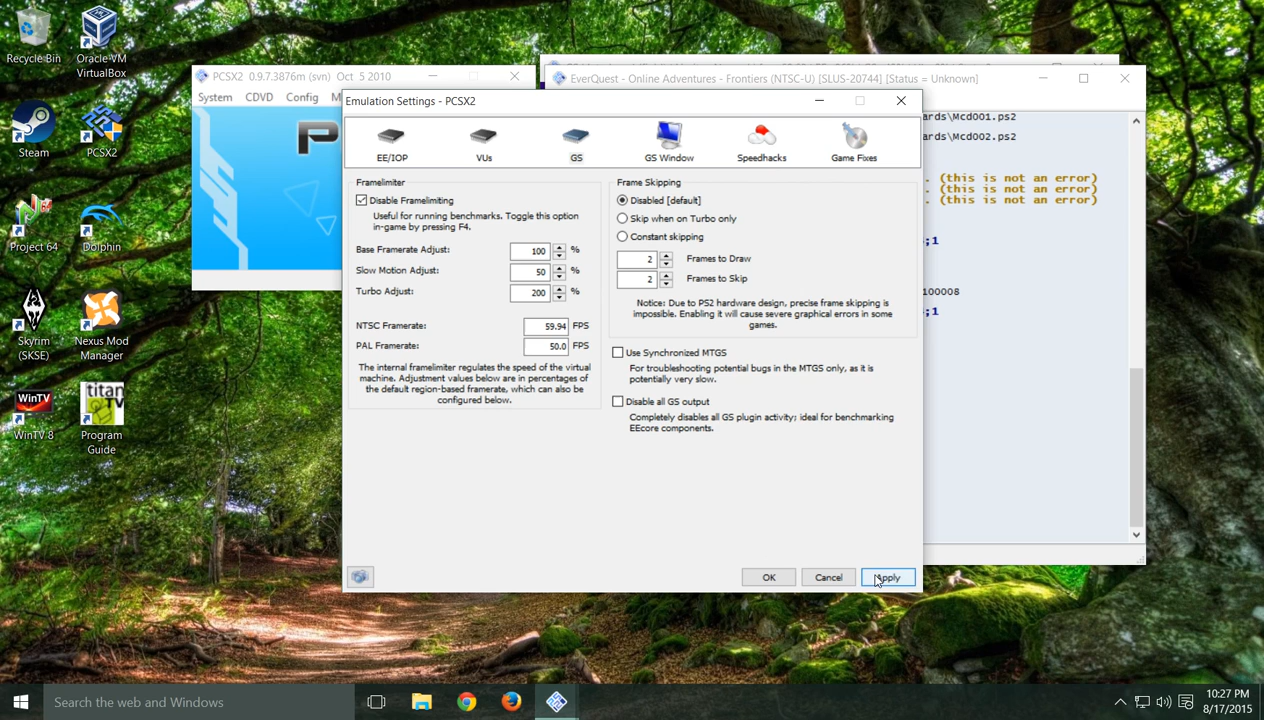 Recycle Bin
Oracle VM
VirtualBox
Steam
PCSX2
Project 64
Dolphin
Skyrim
(SKSE)
Nexus Mod
Manager
WinTV
WinTV 8
titan
tv
Program
Guide
PCSX2 0.9.7.3876m (svn) Oct 5 2010
System CDVD Config M
P
EverQuest - Online Adventures - Frontiers (NTSC-U) [SLUS-20744] [Status = Unknown]
ards\Mcd001.ps2
ards\Mcd002.ps2
. (this is not an error)
. (this is not an error)
. (this is not an error)
;1
100008
;1
Emulation Settings - PCSX2
EE/IOP
VUs
GS
GS Window
Speedhacks
Game Fixes
Framelimiter
Disable Framelimiting
Useful for running benchmarks. Toggle this option
in-game by pressing F4.
Base Framerate Adjust: 100 %
Slow Motion Adjust: 50 %
Turbo Adjust: 200 %
NTSC Framerate: 59.94 FPS
PAL Framerate: 50.0 FPS
The internal framelimiter regulates the speed of the virtual
machine. Adjustment values below are in percentages of
the default region-based framerate, which can also be
configured below.
Frame Skipping
Disabled [default]
Skip when on Turbo only
Constant skipping
2 Frames to Draw
2 Frames to Skip
Notice: Due to PS2 hardware design, precise frame skipping is
impossible. Enabling it will cause severe graphical errors in some
games.
Use Synchronized MTGS
For troubleshooting potential bugs in the MTGS only, as it is
potentially very slow.
Disable all GS output
Completely disables all GS plugin activity; ideal for benchmarking
EEcore components.
OK
Cancel
Apply
Search the web and Windows
10:27 PM
8/17/2015